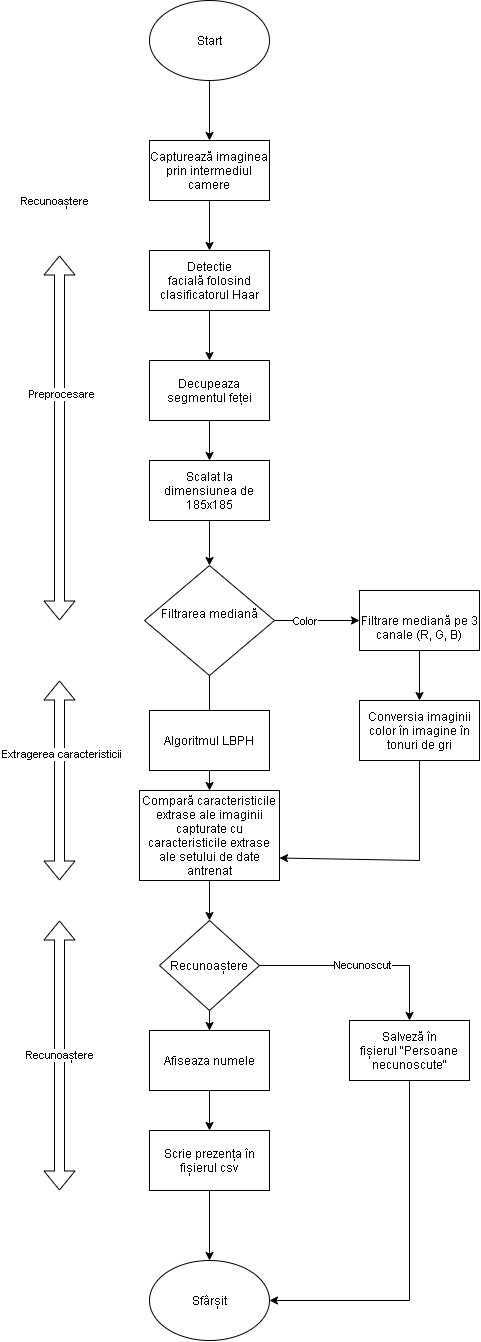 Start
Capturează imaginea
prin intermediul
camere
Recunoaștere
Detectie
facială folosind
clasificatorul Haar
Preprocesare
Decupeaza
segmentul feței
Scalat la
dimensiunea de
185x185
Filtrarea mediană
Color
Filtrare mediană pe 3
canale (R, G, B)
Conversia imaginii
color în imagine în
tonuri de gri
Extragerea caracteristicii
Algoritmul LBPH
Compară caracteristicile
extrase ale imaginii
capturate cu
caracteristicile extrase
ale setului de date
antrenat
Recunoaștere
Necunoscut
Recunoaștere
Afiseaza numele
Salveză în
fișierul "Persoane
necunoscute"
Scrie prezența în
fișierul csv
Sfârșit